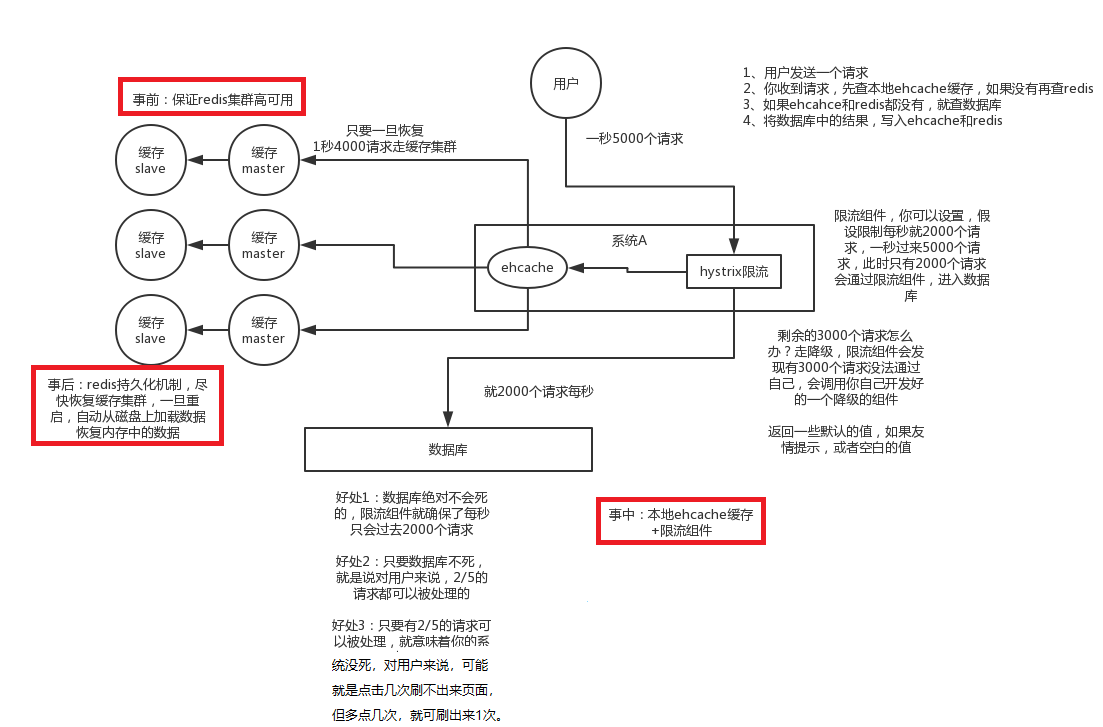 用户
1、用户发送一个请求
2、你收到请求，先查本地ehcache缓存，如果没有再查redis
3、如果ehcahce和redis都没有，就查数据库
4、将数据库中的结果，写入ehcache和redis
事前：保证redis集群高可用
只要一旦恢复
1秒4000请求走缓存集群
一秒5000个请求
缓存
slave
缓存
master
缓存
slave
缓存
master
缓存
slave
缓存
master
系统A
ehcache
hystrix限流
限流组件，你可以设置，假
设限制每秒就2000个请
求，一秒过来5000个请
求，此时只有2000个请求
会通过限流组件，进入数据
库
剩余的3000个请求怎么
办？走降级，限流组件会发
现有3000个请求没法通过
自己，会调用你自己开发好
的一个降级的组件
返回一些默认的值，如果友
情提示，或者空白的值
事后：redis持久化机制，尽
快恢复缓存集群，一旦重
启，自动从磁盘上加载数据
恢复内存中的数据
就2000个请求每秒
数据库
好处1：数据库绝对不会死
的，限流组件就确保了每秒
只会过去2000个请求
好处2：只要数据库不死，
就是说对用户来说，2/5的
请求都可以被处理的
好处3：只要有2/5的请求可
以被处理，就意味着你的系
统没死，对用户来说，可能
就是点击几次刷不出来页面，
但多点几次，就可刷出来1次。
事中：本地ehcache缓存
+限流组件